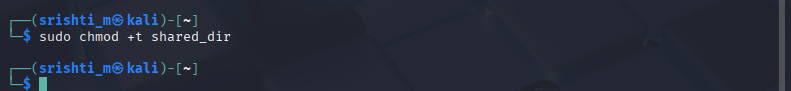 ┌──(srishti_m㉿kali)-[~]
└─$ sudo chmod +t shared_dir
┌──(srishti_m㉿kali)-[~]
└─$